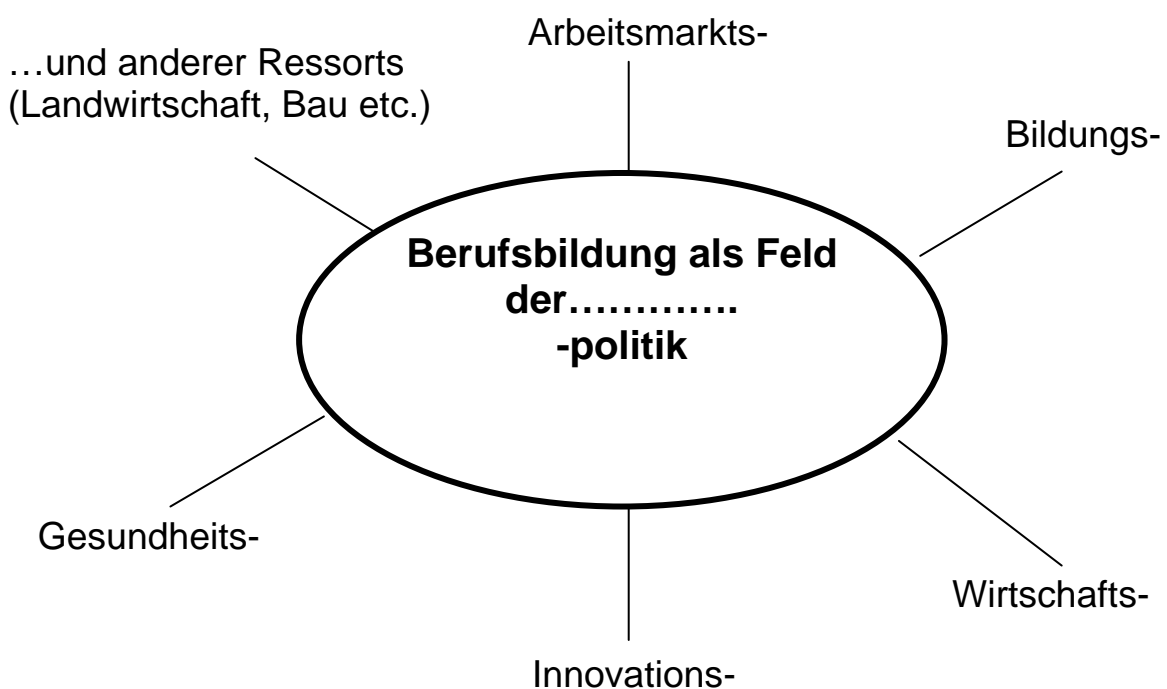 Arbeitsmarkts-
…und anderer Ressorts
(Landwirtschaft, Bau etc.)
Bildungs-
Berufsbildung als Feld
der………….
-politik
Gesundheits-
Wirtschafts-
Innovations-